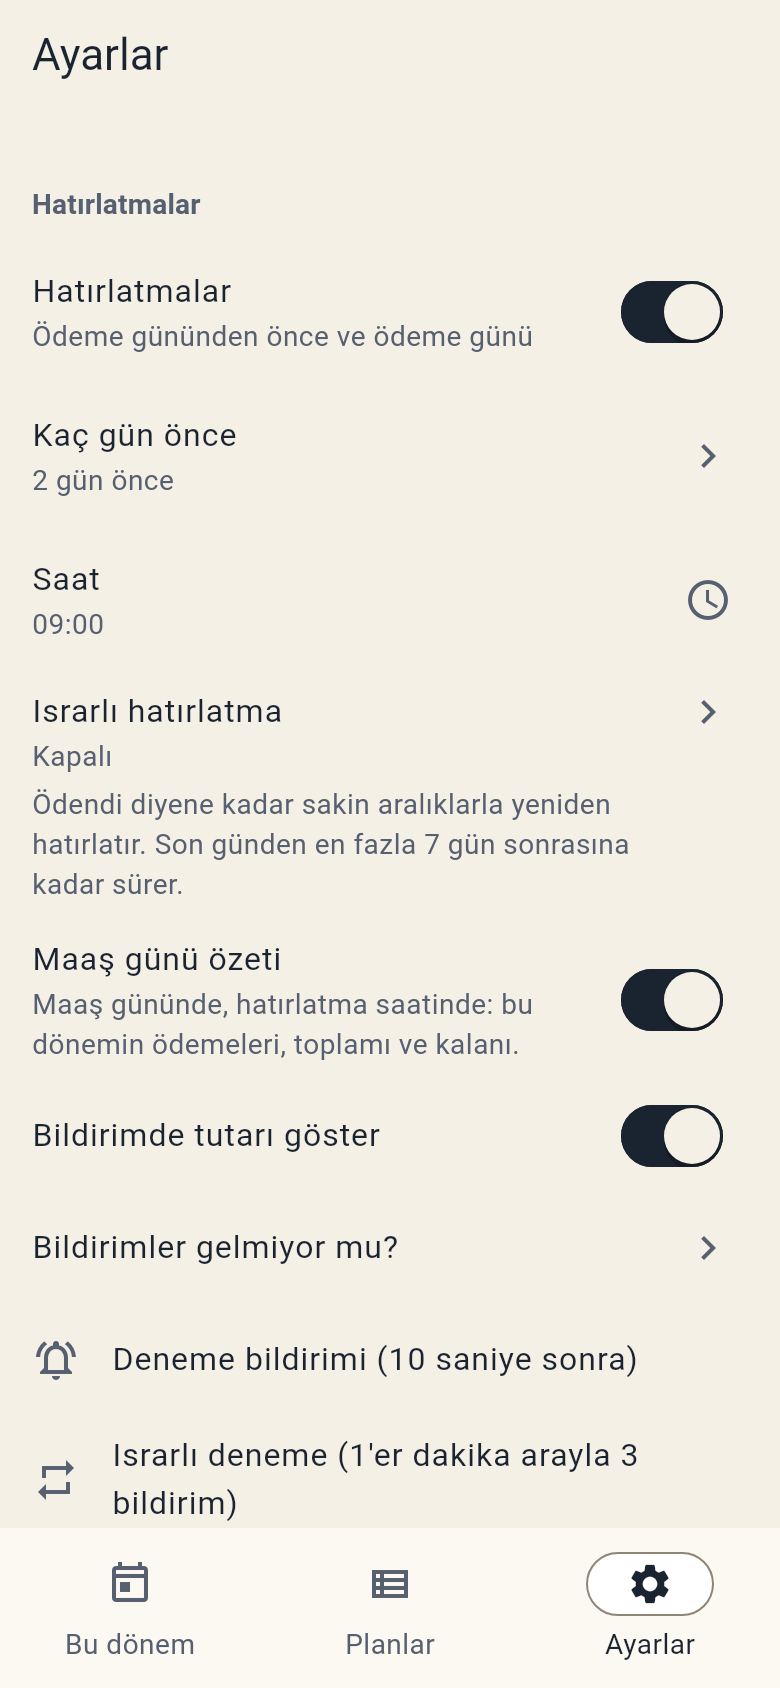 Ayarlar
Hatırlatmalar
Hatırlatmalar
Ödeme gününden önce ve ödeme günü
Kaç gün önce
2 gün önce
Saat
09:00
Israrlı hatırlatma
Kapalı
Ödendi diyene kadar sakin aralıklarla yeniden
hatırlatır. Son günden en fazla 7 gün sonrasına
kadar sürer.
Maaş günü özeti
Maaş gününde, hatırlatma saatinde: bu
dönemin ödemeleri, toplamı ve kalanı.
Bildirimde tutarı göster
Bildirimler gelmiyor mu?
Deneme bildirimi (10 saniye sonra)
Israrlı deneme (1'er dakika arayla 3
bildirim)
Bu dönem
Planlar
Ayarlar